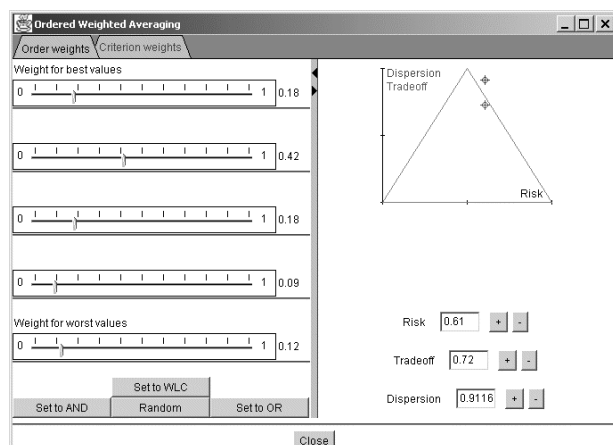 Ordered Weighted Averaging
Order weights
Criterion weights
Weight for best values
0 1 0.18
0 1 0.42
0 1 0.18
0 1 0.09
Weight for worst values
0 1 0.12
Set to WLC
Set to AND
Random
Set to OR
Dispersion
Tradeoff
Risk
Risk 0.61 + -
Tradeoff 0.72 + -
Dispersion 0.9116 + -
Close